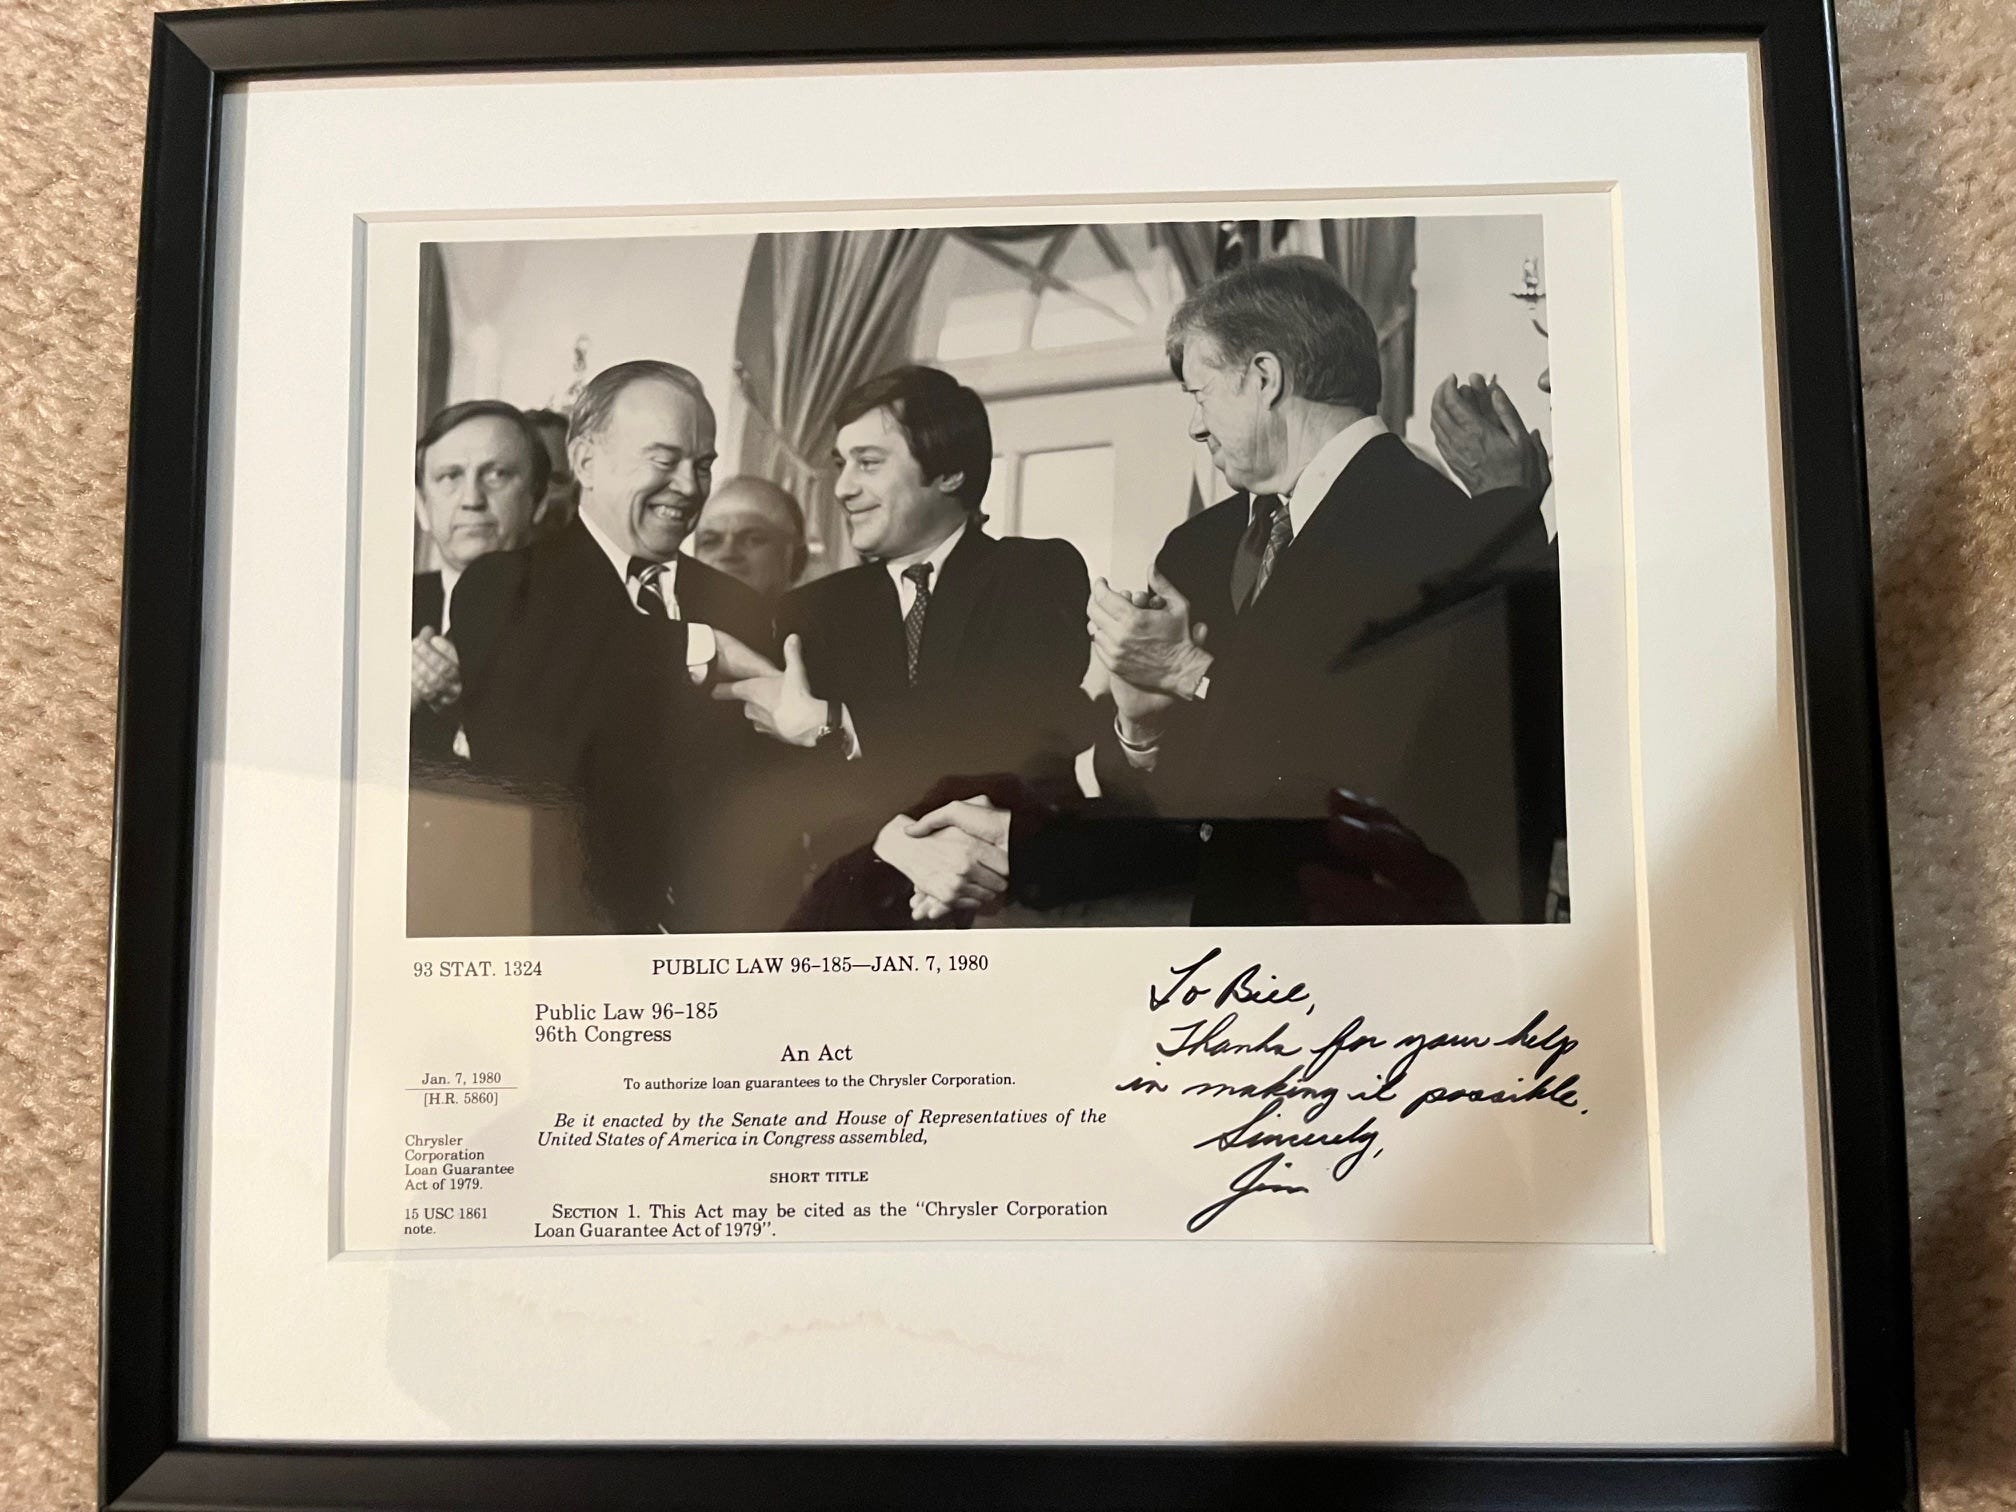 93 STAT. 1324
PUBLIC LAW 96–185—JAN. 7, 1980
Public Law 96–185
96th Congress
An Act
Jan. 7, 1980
[H.R. 5860]
To authorize loan guarantees to the Chrysler Corporation.
Be it enacted by the Senate and House of Representatives of the
United States of America in Congress assembled,
Chrysler
Corporation
Loan Guarantee
Act of 1979.
SHORT TITLE
15 USC 1861
note.
SECTION 1. This Act may be cited as the “Chrysler Corporation
Loan Guarantee Act of 1979”.
To Bill,
Thanks for your help
in making it possible.
Sincerely,
Jim